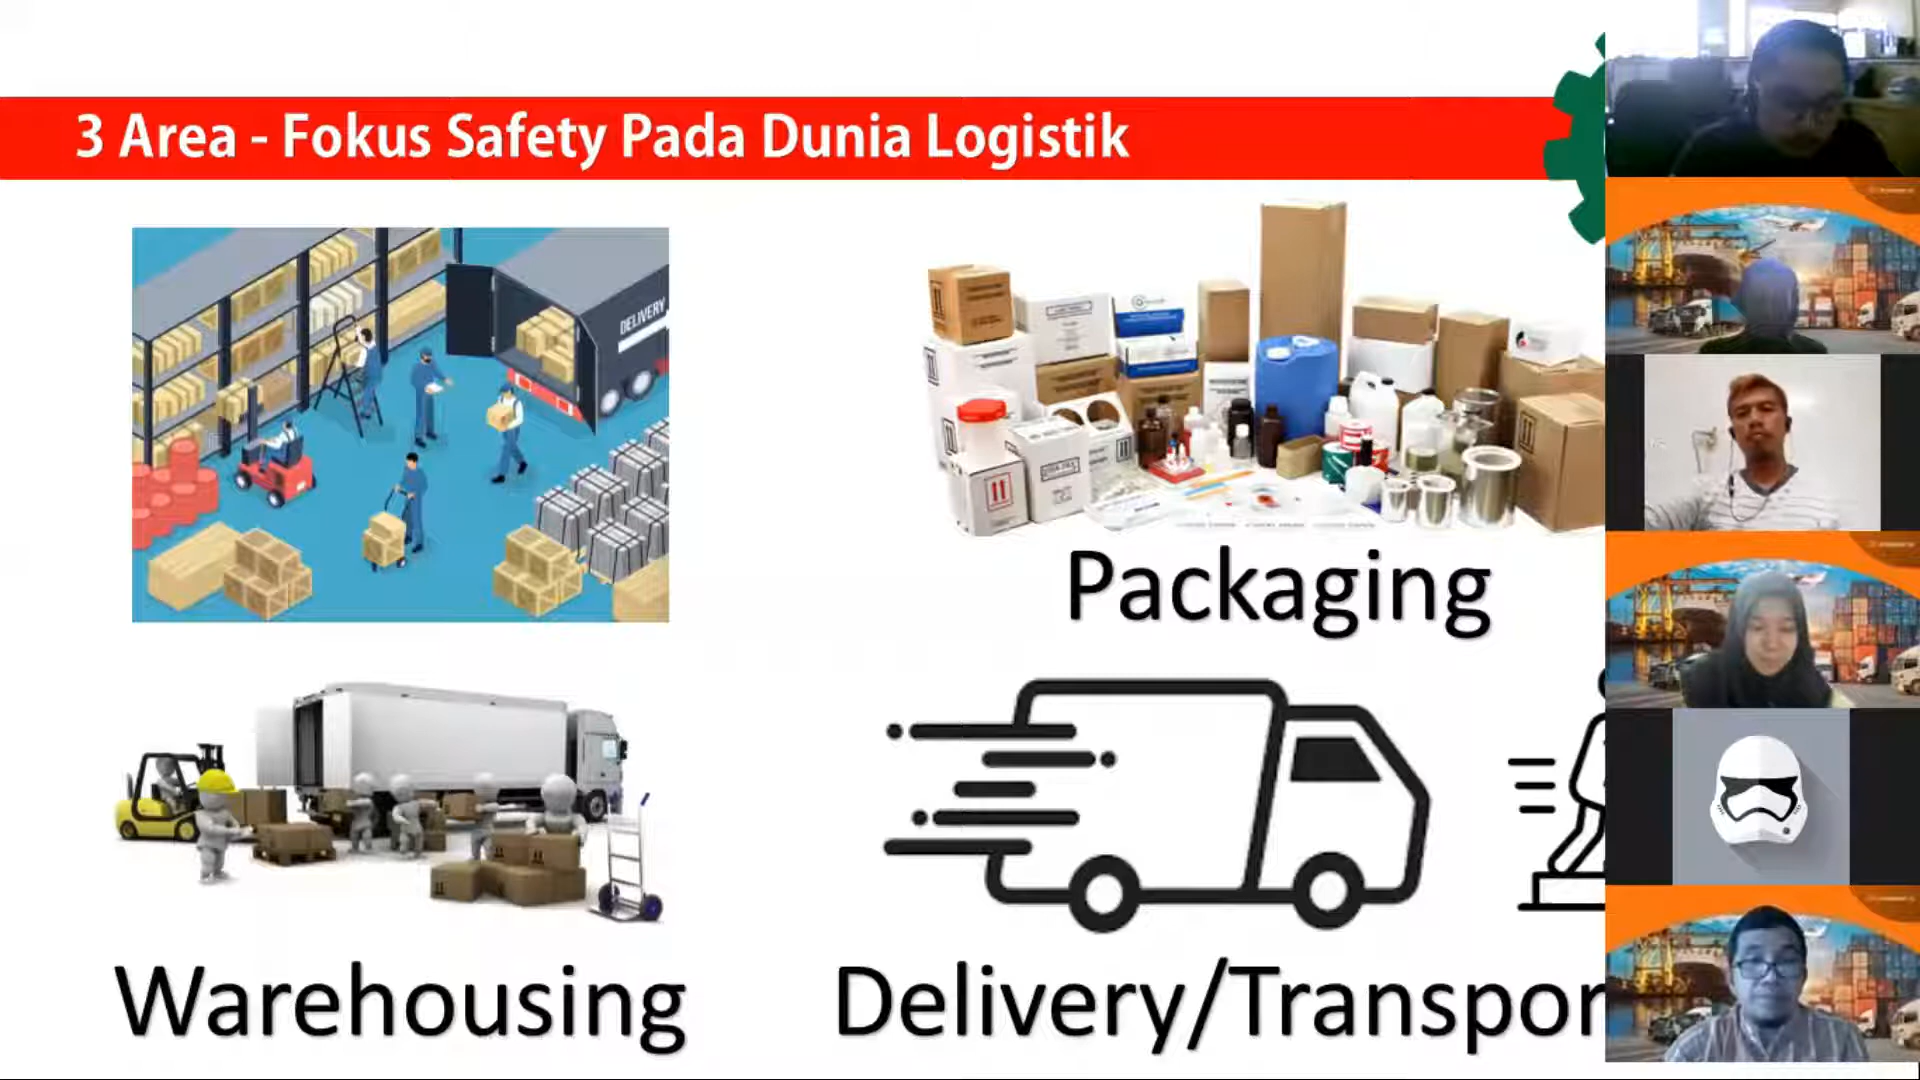 3 Area - Fokus Safety Pada Dunia Logistik
DELIVERY
Packaging
Warehousing
Delivery/Transpor